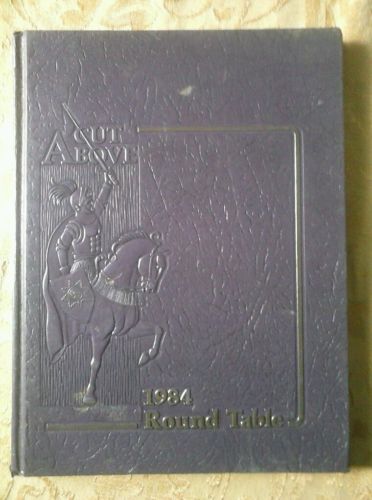 A CUT
ABOVE
1984
Round Table